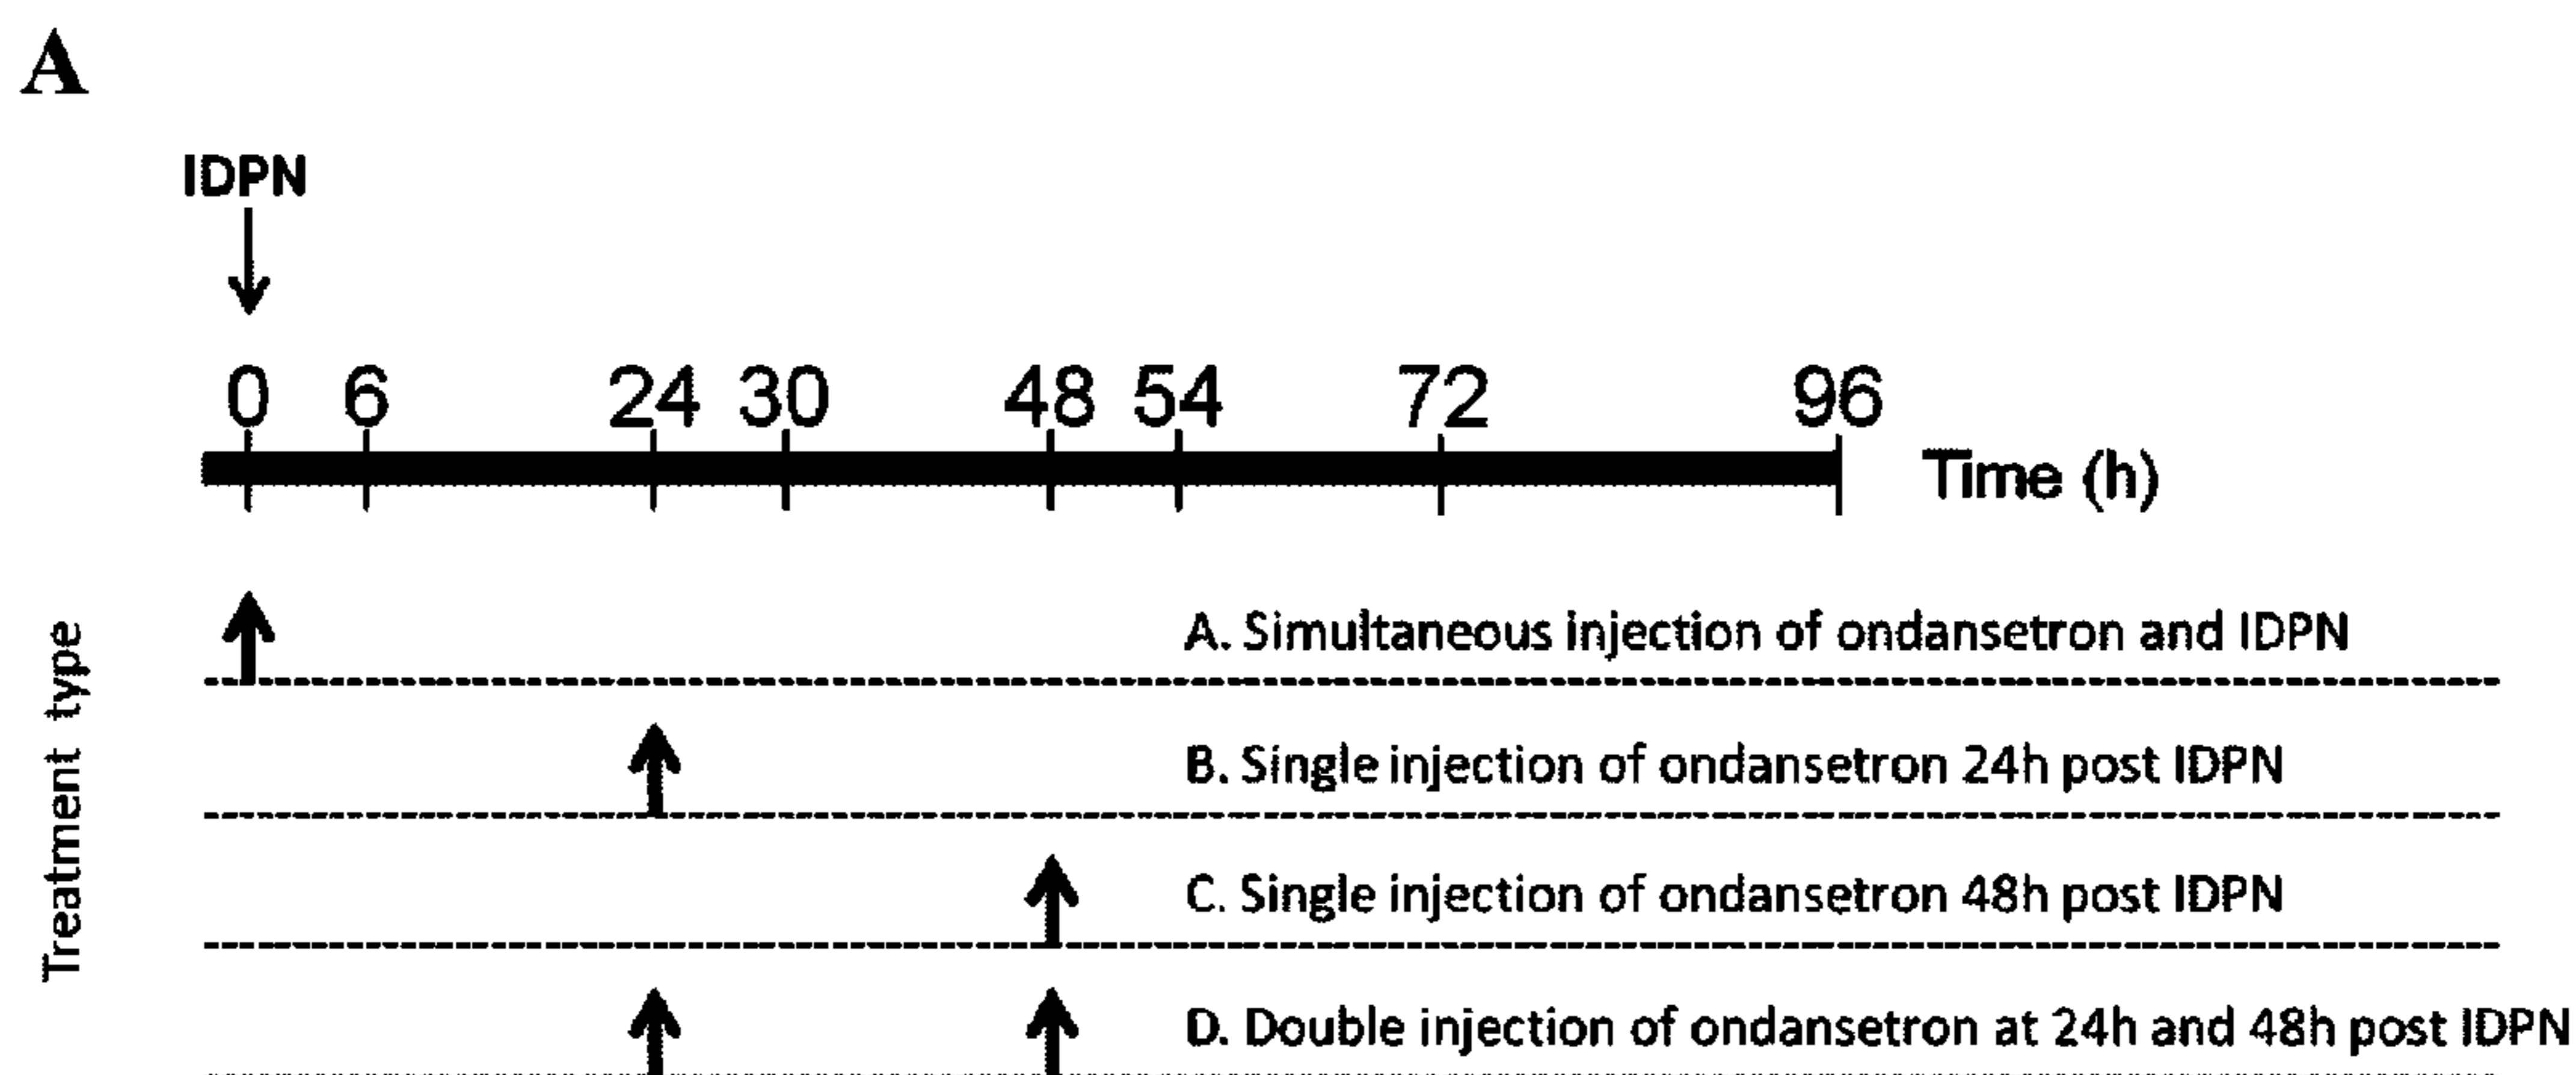 A
IDPN
0 6 24 30 48 54 72 96
Time (h)
Treatment type
A. Simultaneous injection of ondansetron and IDPN
B. Single injection of ondansetron 24h post IDPN
C. Single injection of ondansetron 48h post IDPN
D. Double injection of ondansetron at 24h and 48h post IDPN